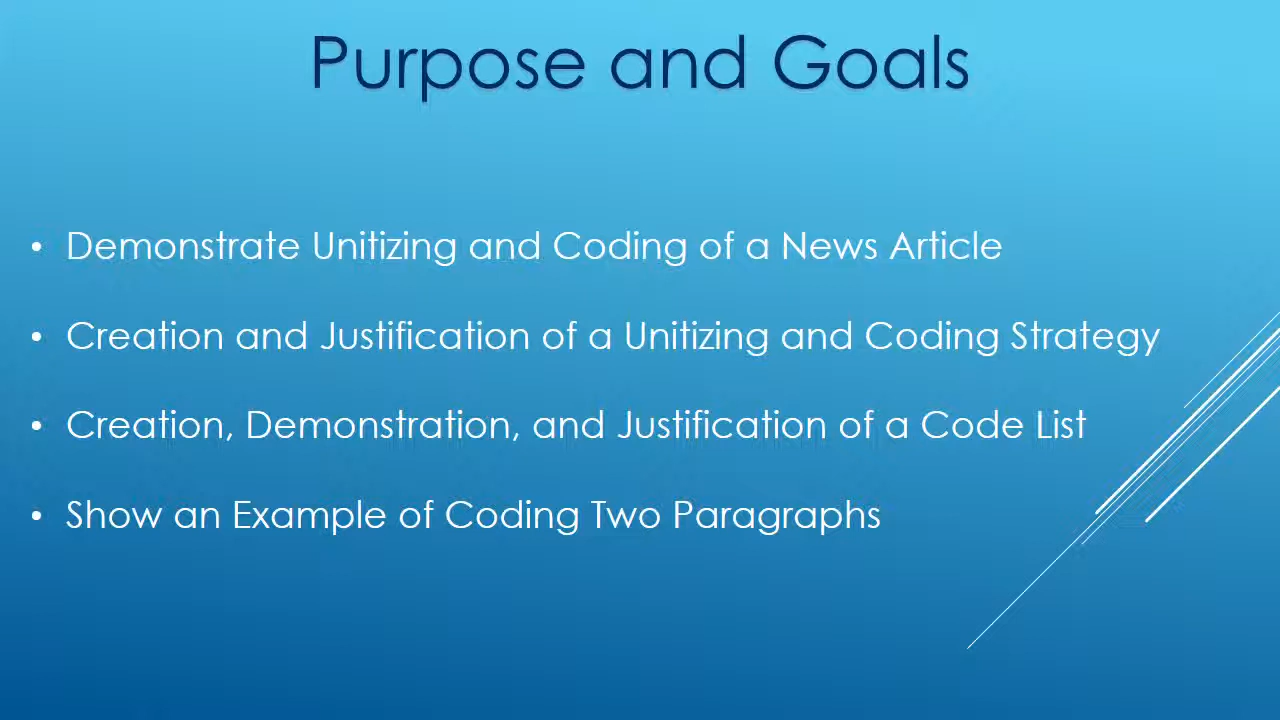 Purpose and Goals
• Demonstrate Unitizing and Coding of a News Article
• Creation and Justification of a Unitizing and Coding Strategy
• Creation, Demonstration, and Justification of a Code List
• Show an Example of Coding Two Paragraphs